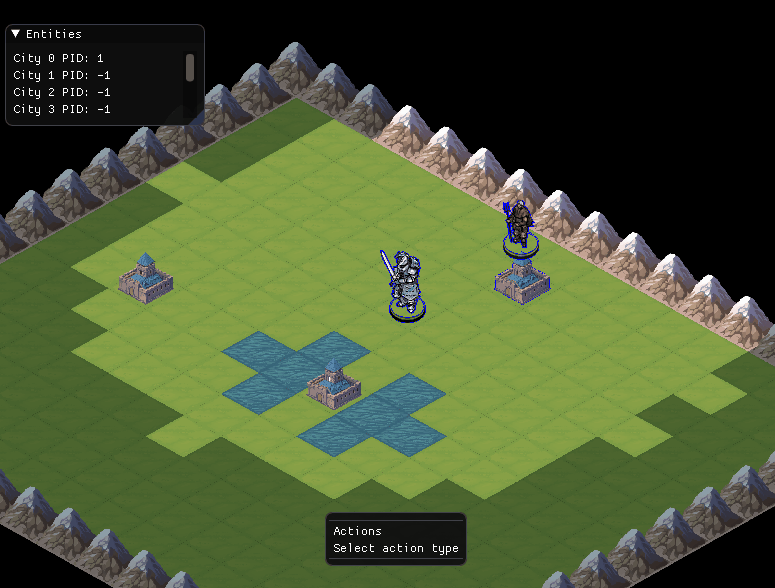 Entities
City 0 PID: 1
City 1 PID: -1
City 2 PID: -1
City 3 PID: -1
Actions
Select action type